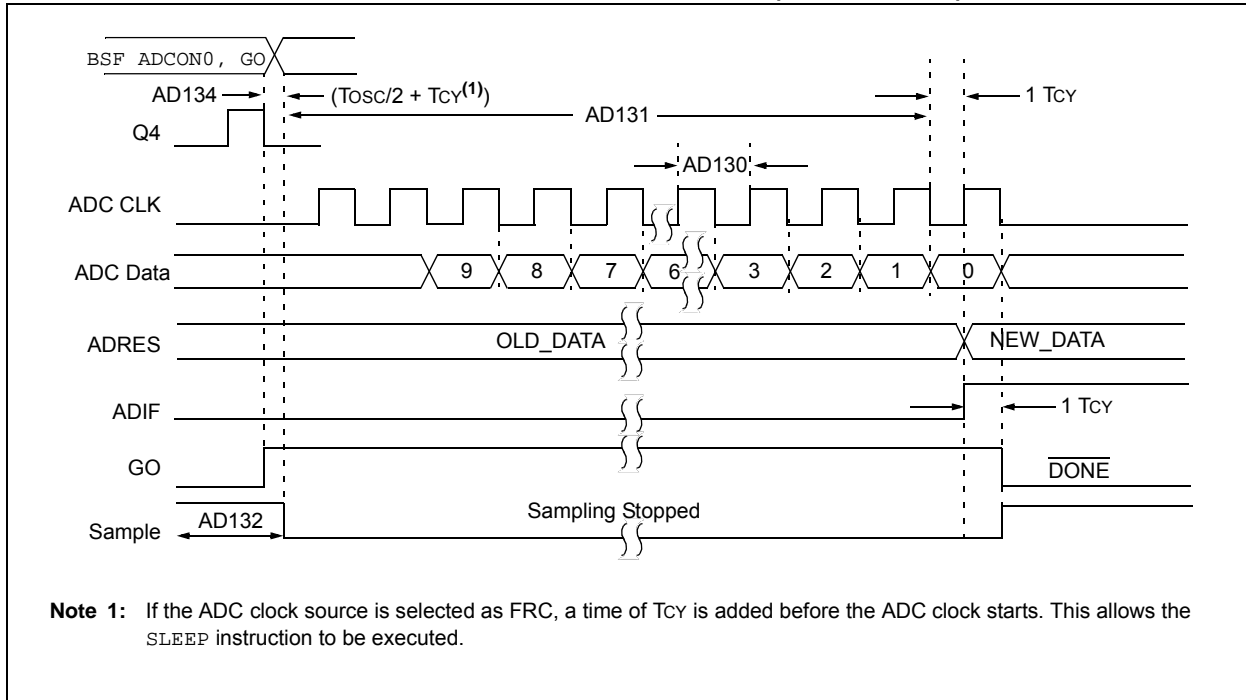 BSF ADCON0, GO
AD134
(TOSC/2 + TCY(1))
1 TCY
AD131
Q4
AD130
ADC CLK
ADC Data
9 8 7 6 3 2 1 0
ADRES
OLD_DATA
NEW_DATA
ADIF
1 TCY
GO
DONE
Sample
AD132
Sampling Stopped
Note 1: If the ADC clock source is selected as FRC, a time of TCY is added before the ADC clock starts. This allows the
SLEEP instruction to be executed.